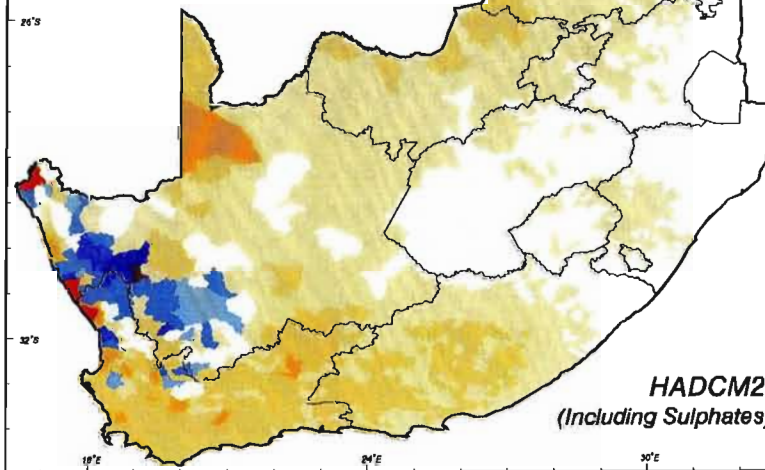 26°S
32°S
HADCM2
(Including Sulphates)
18°E
24°E
30°E